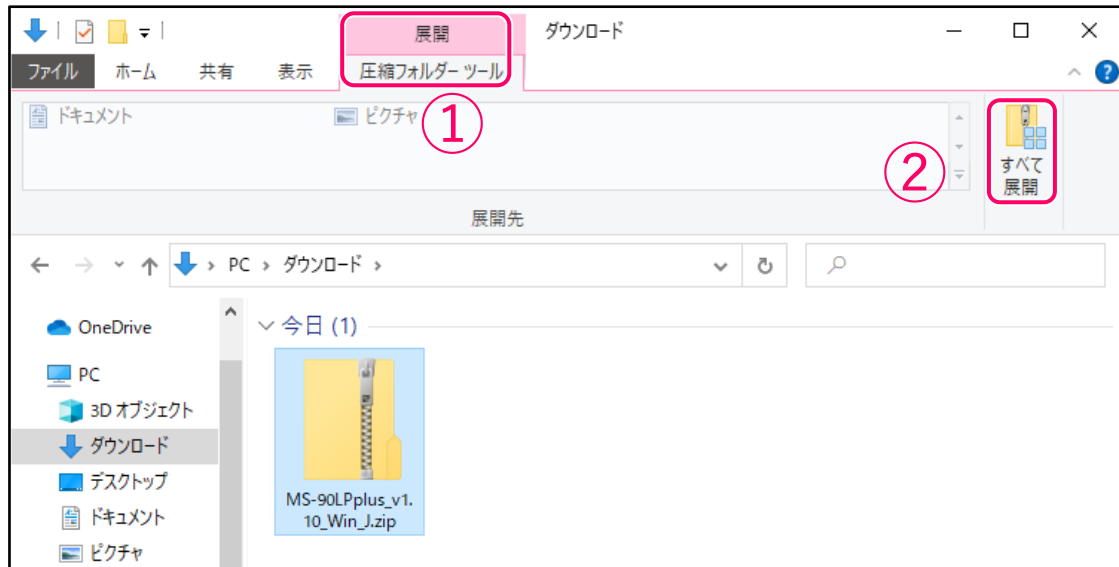 展開
ダウンロード
ファイル ホーム 共有 表示 圧縮フォルダー ツール
ドキュメント ピクチャ
①
②
すべて
展開
展開先
PC ダウンロード
OneDrive
今日 (1)
PC
3D オブジェクト
ダウンロード
デスクトップ
ドキュメント
ピクチャ
MS-90LPplus_v1.
10_Win_J.zip